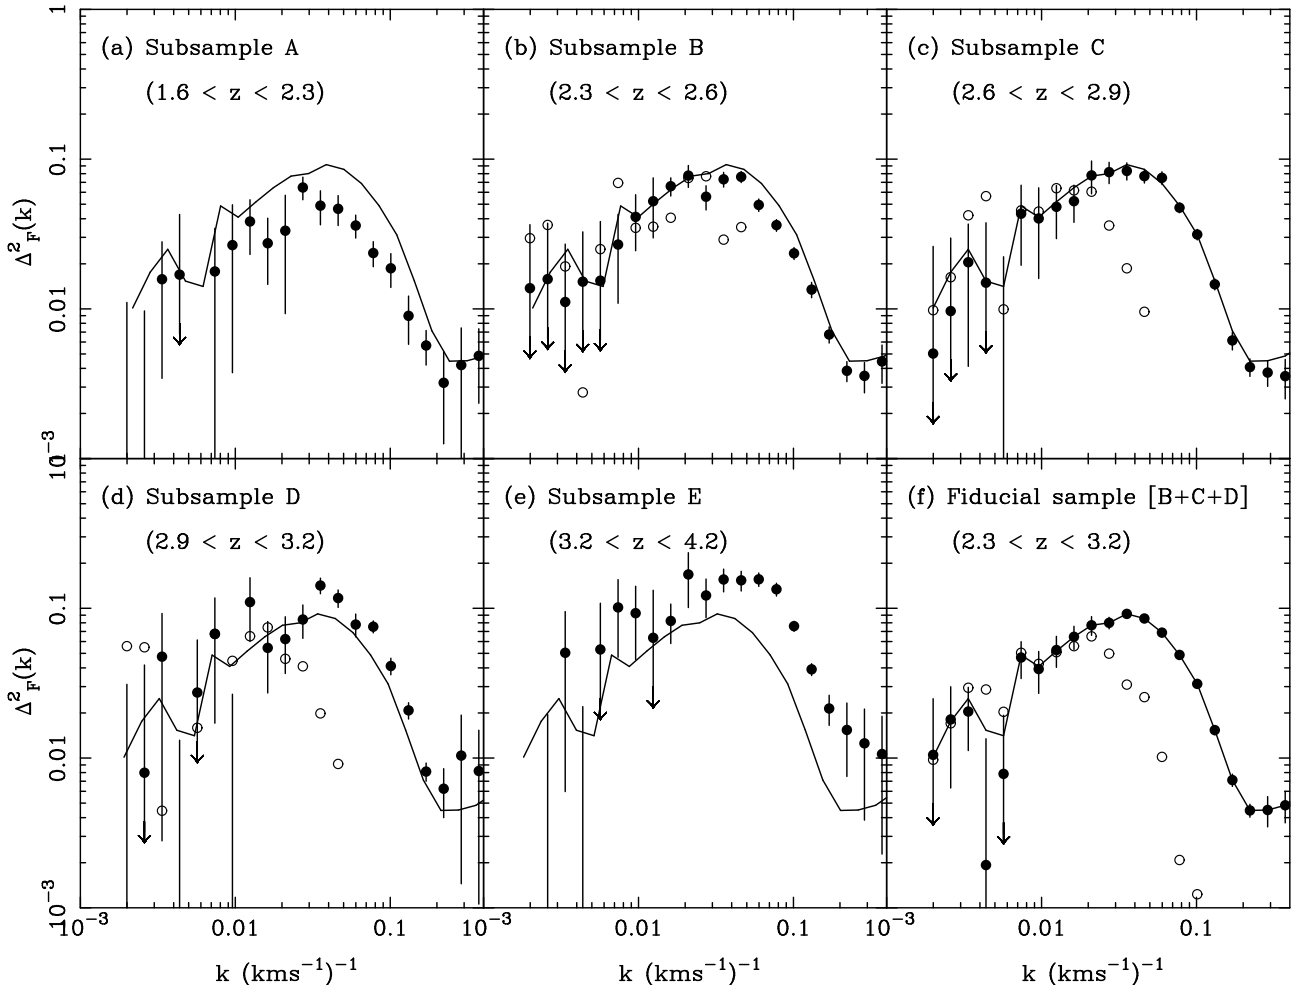 (a) Subsample A
(1.6 < z < 2.3)
(b) Subsample B
(2.3 < z < 2.6)
(c) Subsample C
(2.6 < z < 2.9)
1
0.1
0.01
10⁻³
Δ²_F(k)
(d) Subsample D
(2.9 < z < 3.2)
(e) Subsample E
(3.2 < z < 4.2)
(f) Fiducial sample [B+C+D]
(2.3 < z < 3.2)
0.1
0.01
10⁻³
Δ²_F(k)
10⁻³ 0.01 0.1
10⁻³ 0.01 0.1
10⁻³ 0.01 0.1
k (kms⁻¹)⁻¹
k (kms⁻¹)⁻¹
k (kms⁻¹)⁻¹